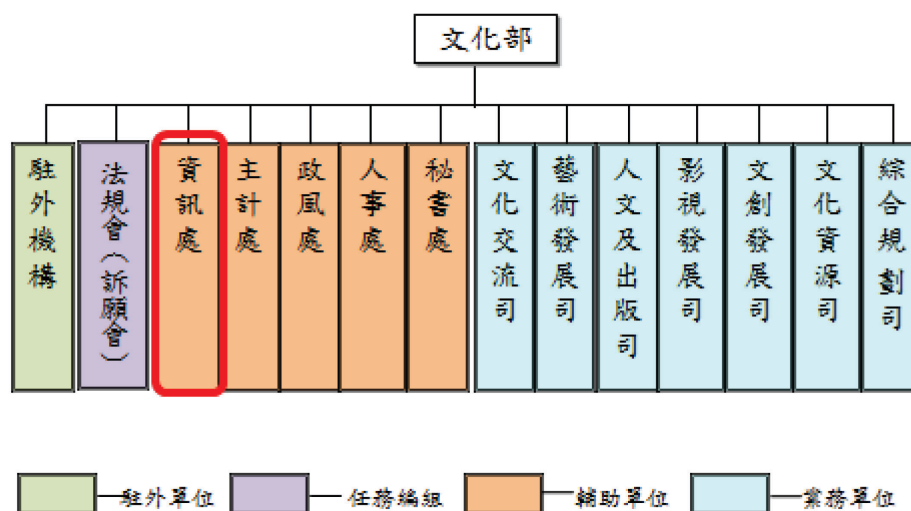 文化部
駐外機構
法規會(訴願會)
資訊處
主計處
政風處
人事處
秘書處
文化交流司
藝術發展司
人文及出版司
影視發展司
文創發展司
文化資源司
綜合規劃司
駐外單位
任務編組
輔助單位
業務單位